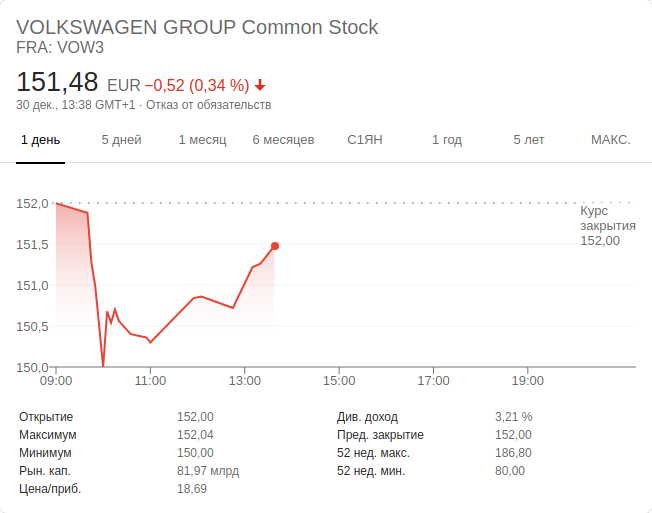 VOLKSWAGEN GROUP Common Stock
FRA: VOW3
151,48 EUR −0,52 (0,34 %)
30 дек., 13:38 GMT+1 · Отказ от обязательств
1 день 5 дней 1 месяц 6 месяцев С1ЯН 1 год 5 лет МАКС.
152,0
151,5
151,0
150,5
150,0
Курс
закрытия
152,00
09:00 11:00 13:00 15:00 17:00 19:00
Открытие 152,00 Див. доход 3,21 %
Максимум 152,04 Пред. закрытие 152,00
Минимум 150,00 52 нед. макс. 186,80
Рын. кап. 81,97 млрд 52 нед. мин. 80,00
Цена/приб. 18,69